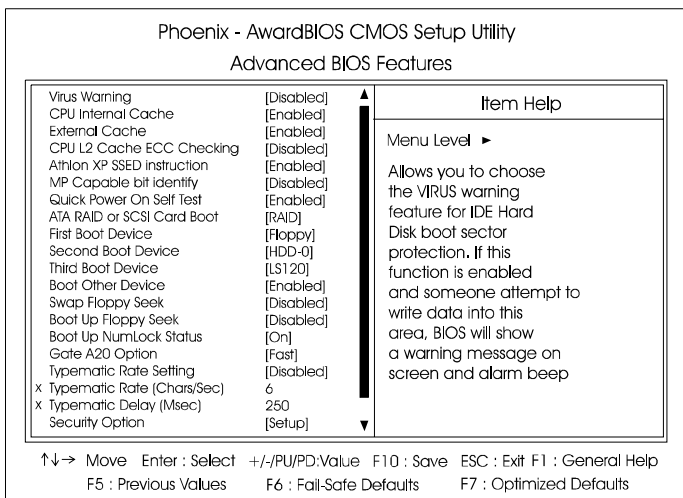 Phoenix - AwardBIOS CMOS Setup Utility
Advanced BIOS Features
Virus Warning [Disabled]
CPU Internal Cache [Enabled]
External Cache [Enabled]
CPU L2 Cache ECC Checking [Disabled]
Athlon XP SSED instruction [Enabled]
MP Capable bit identify [Disabled]
Quick Power On Self Test [Enabled]
ATA RAID or SCSI Card Boot [RAID]
First Boot Device [Floppy]
Second Boot Device [HDD-0]
Third Boot Device [LS120]
Boot Other Device [Enabled]
Swap Floppy Seek [Disabled]
Boot Up Floppy Seek [Disabled]
Boot Up NumLock Status [On]
Gate A20 Option [Fast]
Typematic Rate Setting [Disabled]
x Typematic Rate (Chars/Sec) 6
x Typematic Delay (Msec) 250
Security Option [Setup]
Item Help
Menu Level ►
Allows you to choose
the VIRUS warning
feature for IDE Hard
Disk boot sector
protection. If this
function is enabled
and someone attempt to
write data into this
area, BIOS will show
a warning message on
screen and alarm beep
↑↓→ Move Enter : Select +/-/PU/PD:Value F10 : Save ESC : Exit F1 : General Help
F5 : Previous Values F6 : Fail-Safe Defaults F7 : Optimized Defaults